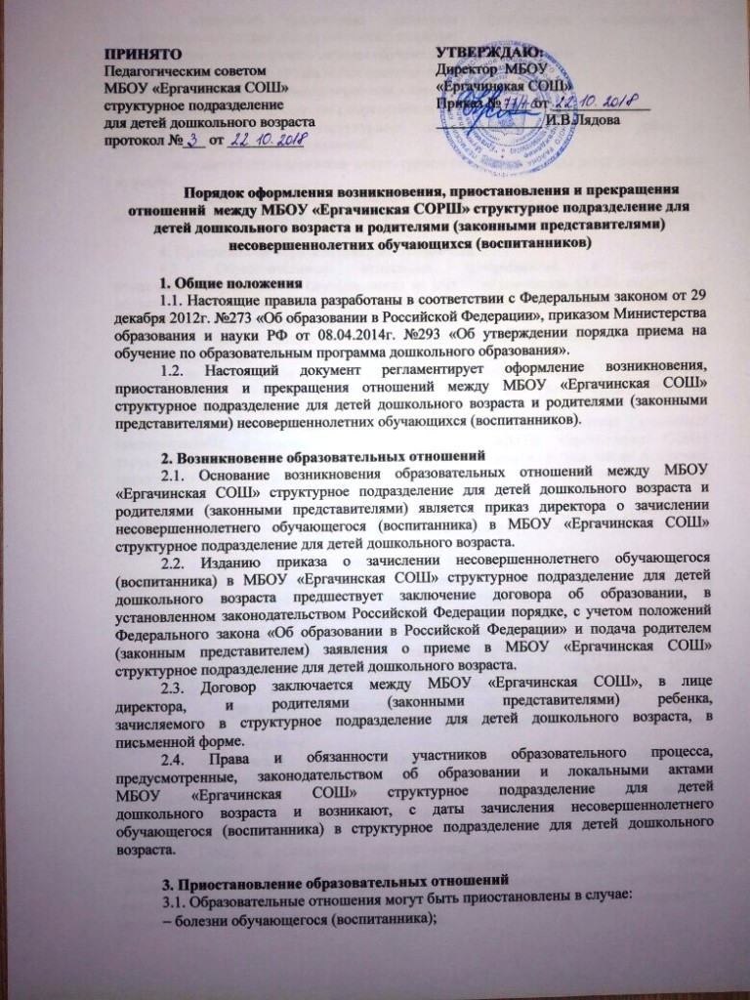 ПРИНЯТО
Педагогическим советом
МБОУ «Ергачинская СОШ»
структурное подразделение
для детей дошкольного возраста
протокол № 3 от 22 10. 2018
УТВЕРЖДАЮ:
Директор МБОУ
«Ергачинская СОШ»
Приказ № от 22. 10. 2018
И.В.Лядова
Порядок оформления возникновения, приостановления и прекращения
отношений между МБОУ «Ергачинская СОРШ» структурное подразделение для
детей дошкольного возраста и родителями (законными представителями)
несовершеннолетних обучающихся (воспитанников)
1. Общие положения
1.1. Настоящие правила разработаны в соответствии с Федеральным законом от 29
декабря 2012г. №273 «Об образовании в Российской Федерации», приказом Министерства
образования и науки РФ от 08.04.2014г. №293 «Об утверждении порядка приема на
обучение по образовательным программа дошкольного образования».
1.2. Настоящий документ регламентирует оформление возникновения,
приостановления и прекращения отношений между МБОУ «Ергачинская СОШ»
структурное подразделение для детей дошкольного возраста и родителями (законными
представителями) несовершеннолетних обучающихся (воспитанников).
2. Возникновение образовательных отношений
2.1. Основание возникновения образовательных отношений между МБОУ
«Ергачинская СОШ» структурное подразделение для детей дошкольного возраста и
родителями (законными представителями) является приказ директора о зачислении
несовершеннолетнего обучающегося (воспитанника) в МБОУ «Ергачинская СОШ»
структурное подразделение для детей дошкольного возраста.
2.2. Изданию приказа о зачислении несовершеннолетнего обучающегося
(воспитанника) в МБОУ «Ергачинская СОШ» структурное подразделение для детей
дошкольного возраста предшествует заключение договора об образовании, в
установленном законодательством Российской Федерации порядке, с учетом положений
Федерального закона «Об образовании в Российской Федерации» и подача родителем
(законным представителем) заявления о приеме в МБОУ «Ергачинская СОШ»
структурное подразделение для детей дошкольного возраста.
2.3. Договор заключается между МБОУ «Ергачинская СОШ», в лице
директора, и родителями (законными представителями) ребенка,
зачисляемого в структурное подразделение для детей дошкольного возраста, в
письменной форме.
2.4. Права и обязанности участников образовательного процесса,
предусмотренные, законодательством об образовании и локальными актами
МБОУ «Ергачинская СОШ» структурное подразделение для детей
дошкольного возраста и возникают, с даты зачисления несовершеннолетнего
обучающегося (воспитанника) в структурное подразделение для детей дошкольного
возраста.
3. Приостановление образовательных отношений
3.1. Образовательные отношения могут быть приостановлены в случае:
– болезни обучающегося (воспитанника);